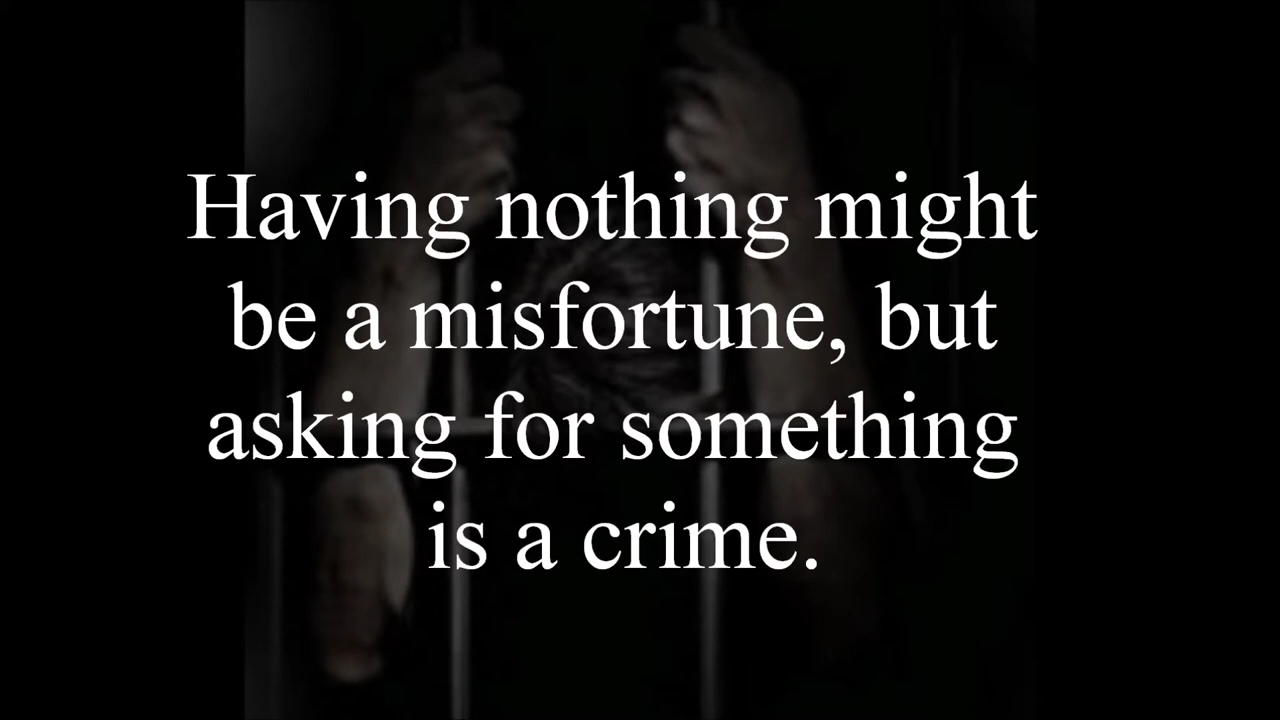 Having nothing might
be a misfortune, but
asking for something
is a crime.